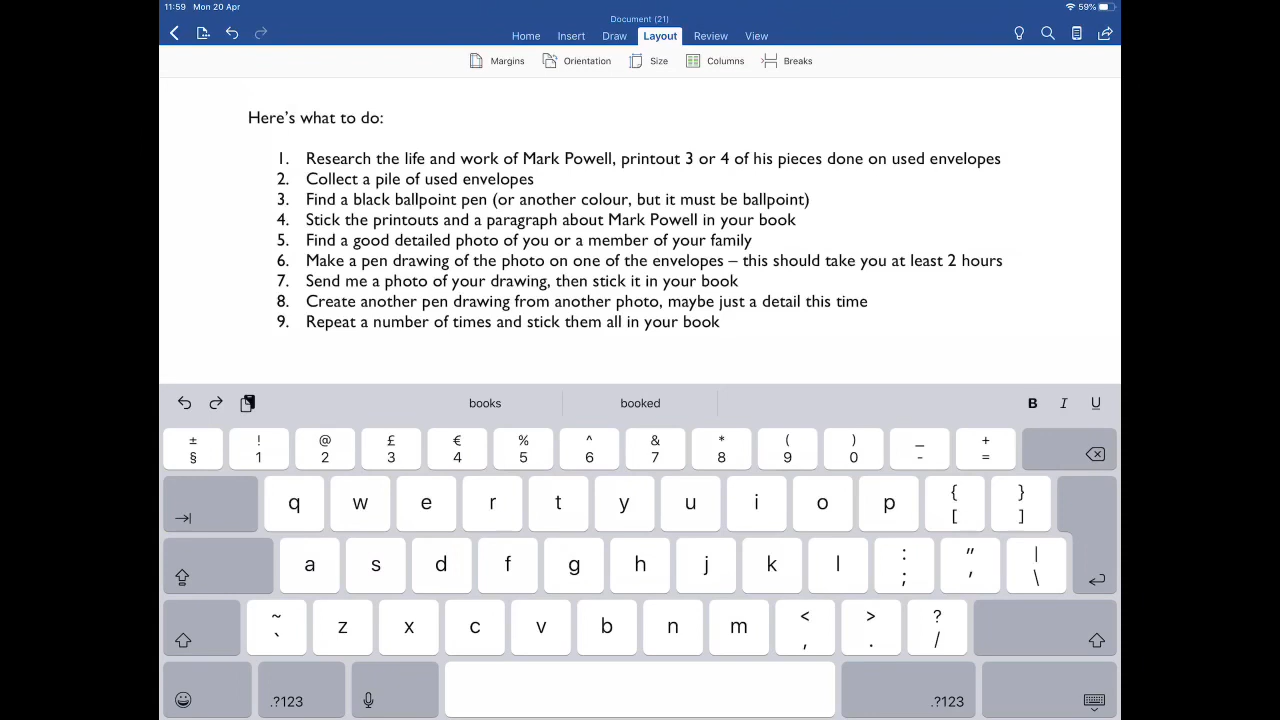 11:59 Mon 20 Apr
59%
Document (21)
Home Insert Draw Layout Review View
Margins Orientation Size Columns Breaks
Here's what to do:
1. Research the life and work of Mark Powell, printout 3 or 4 of his pieces done on used envelopes
2. Collect a pile of used envelopes
3. Find a black ballpoint pen (or another colour, but it must be ballpoint)
4. Stick the printouts and a paragraph about Mark Powell in your book
5. Find a good detailed photo of you or a member of your family
6. Make a pen drawing of the photo on one of the envelopes – this should take you at least 2 hours
7. Send me a photo of your drawing, then stick it in your book
8. Create another pen drawing from another photo, maybe just a detail this time
9. Repeat a number of times and stick them all in your book
books booked B I U
± ! @ £ € % ^ & * ( ) _ +
§ 1 2 3 4 5 6 7 8 9 0 - =
q w e r t y u i o p { }
[ ]
a s d f g h j k l : " |
; ' \
~ z x c v b n m < > ?
` , . /
.?123 .?123